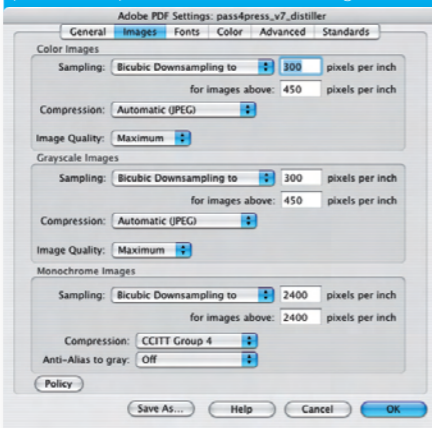 Adobe PDF Settings: pass4press_v7_distiller
General Images Fonts Color Advanced Standards
Color Images
Sampling: Bicubic Downsampling to 300 pixels per inch
for images above: 450 pixels per inch
Compression: Automatic (JPEG)
Image Quality: Maximum
Grayscale Images
Sampling: Bicubic Downsampling to 300 pixels per inch
for images above: 450 pixels per inch
Compression: Automatic (JPEG)
Image Quality: Maximum
Monochrome Images
Sampling: Bicubic Downsampling to 2400 pixels per inch
for images above: 2400 pixels per inch
Compression: CCITT Group 4
Anti-Alias to gray: Off
Policy
Save As... Help Cancel OK